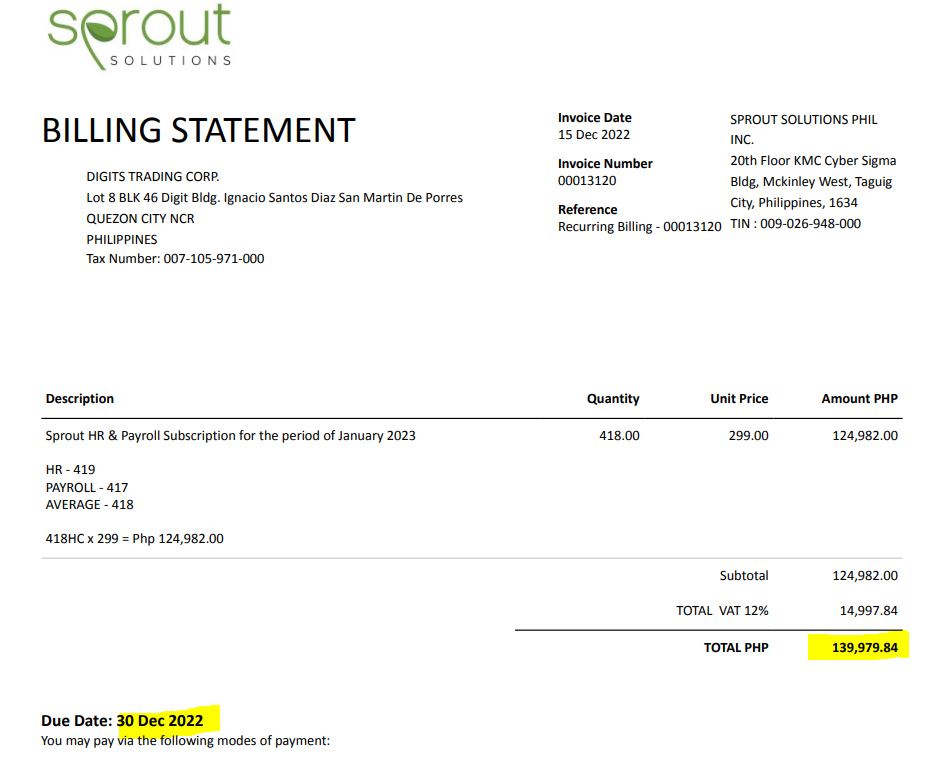 sprout
SOLUTIONS
BILLING STATEMENT
DIGITS TRADING CORP.
Lot 8 BLK 46 Digit Bldg. Ignacio Santos Diaz San Martin De Porres
QUEZON CITY NCR
PHILIPPINES
Tax Number: 007-105-971-000
Invoice Date
15 Dec 2022
Invoice Number
00013120
Reference
Recurring Billing - 00013120
SPROUT SOLUTIONS PHIL
INC.
20th Floor KMC Cyber Sigma
Bldg, Mckinley West, Taguig
City, Philippines, 1634
TIN : 009-026-948-000
Description Quantity Unit Price Amount PHP
Sprout HR & Payroll Subscription for the period of January 2023 418.00 299.00 124,982.00
HR - 419
PAYROLL - 417
AVERAGE - 418
418HC x 299 = Php 124,982.00
Subtotal 124,982.00
TOTAL VAT 12% 14,997.84
TOTAL PHP 139,979.84
Due Date: 30 Dec 2022
You may pay via the following modes of payment: